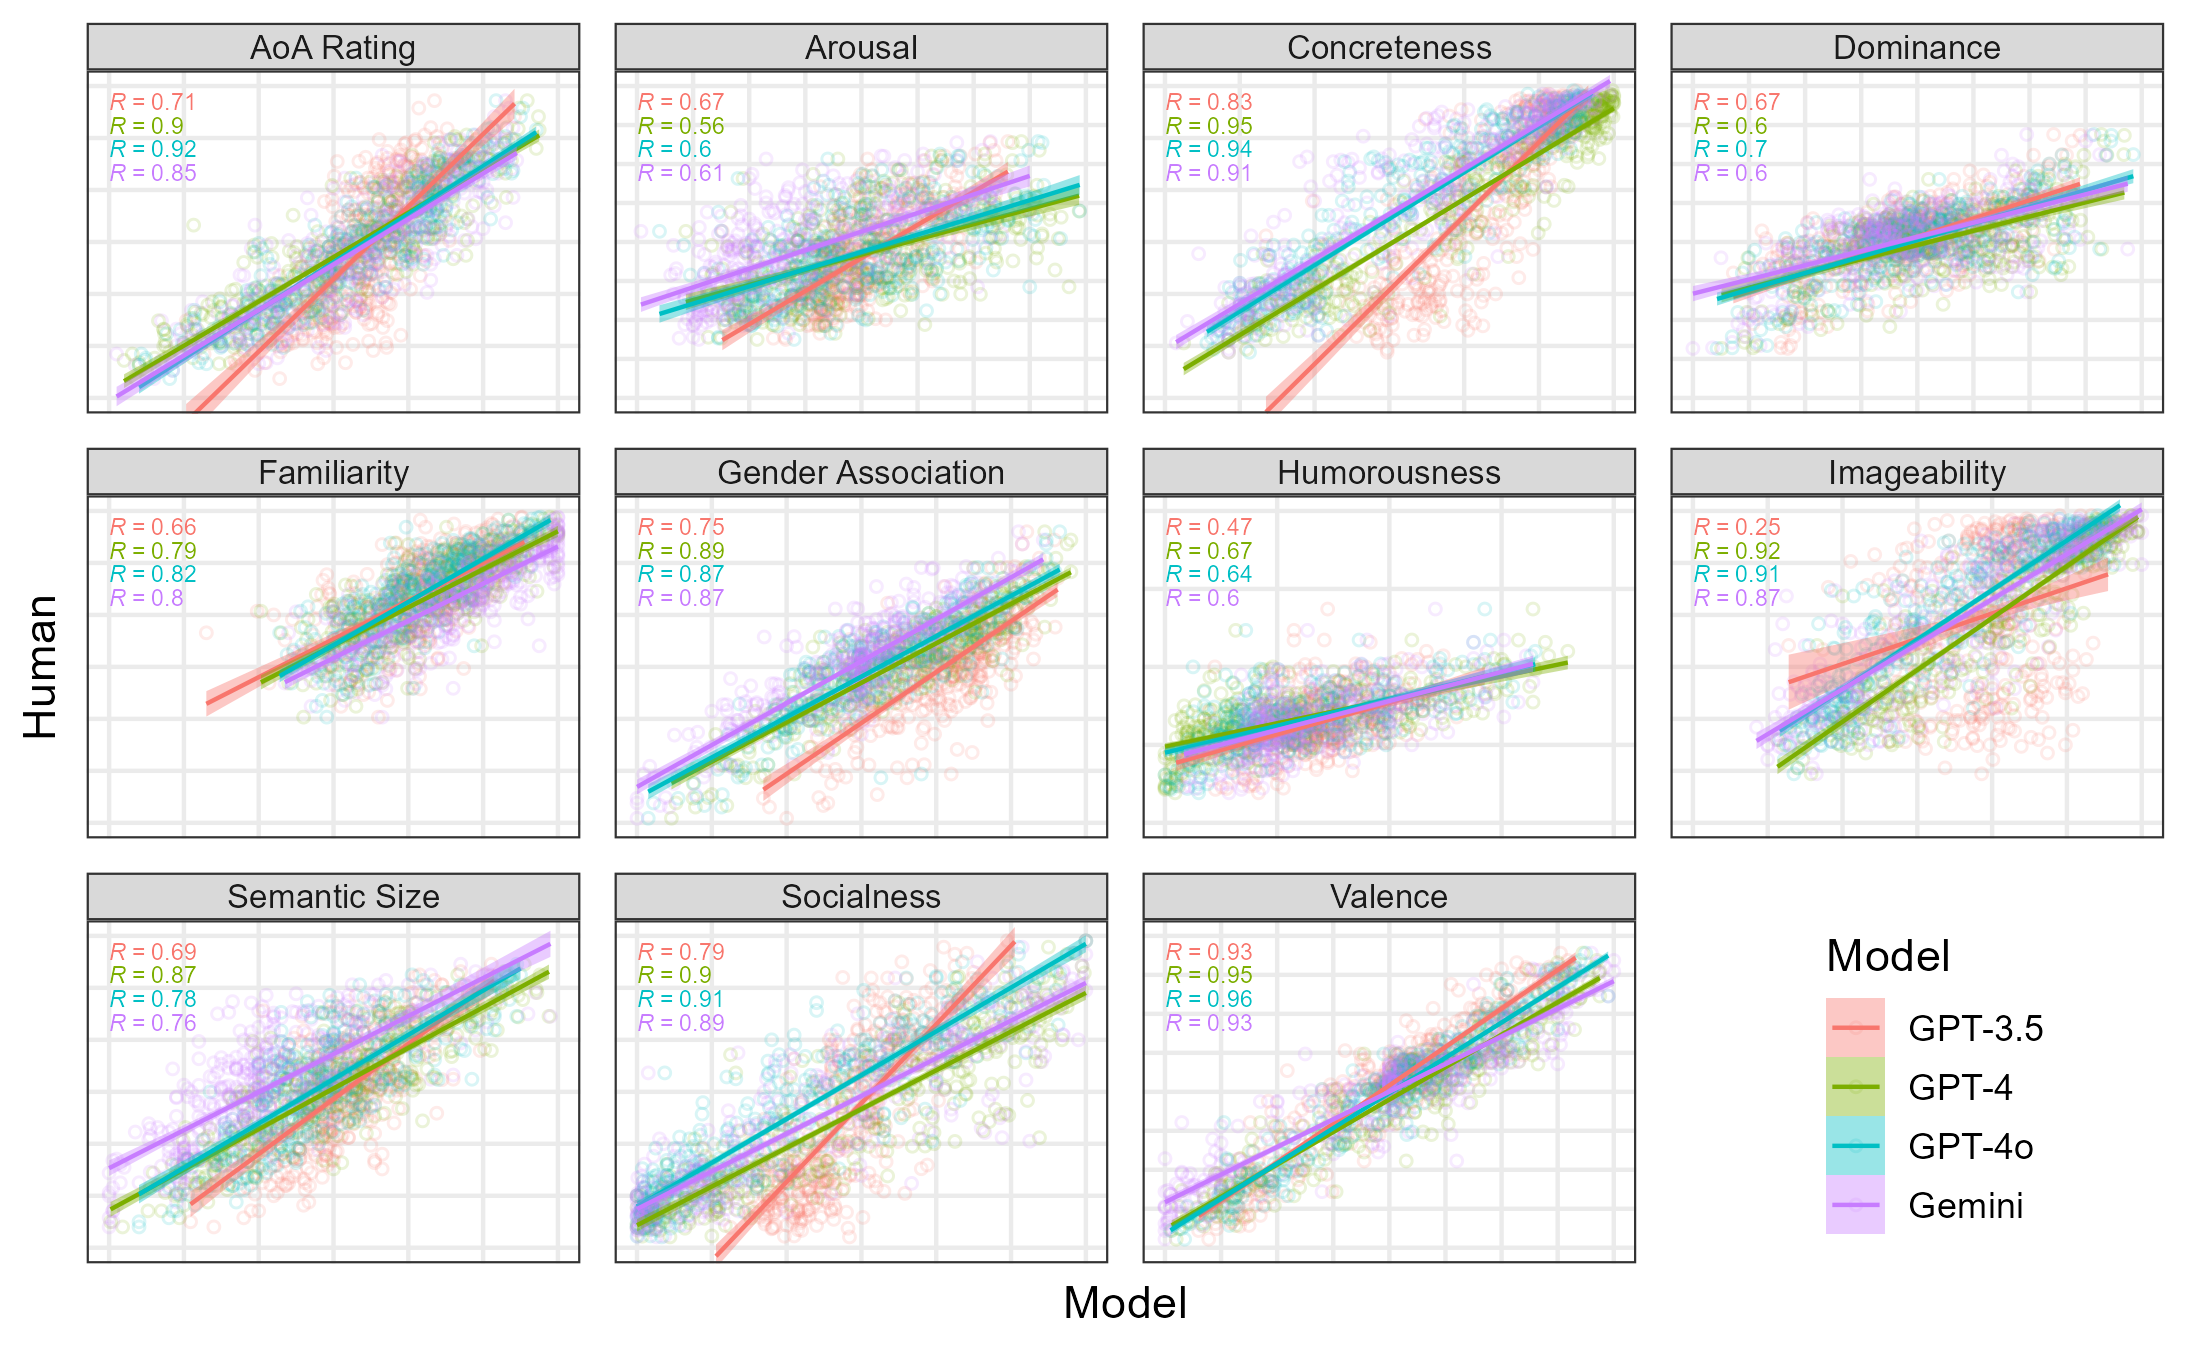 AoA Rating
R = 0.71
R = 0.9
R = 0.92
R = 0.85
Arousal
R = 0.67
R = 0.56
R = 0.6
R = 0.61
Concreteness
R = 0.83
R = 0.95
R = 0.94
R = 0.91
Dominance
R = 0.67
R = 0.6
R = 0.7
R = 0.6
Familiarity
R = 0.66
R = 0.79
R = 0.82
R = 0.8
Gender Association
R = 0.75
R = 0.89
R = 0.87
R = 0.87
Humorousness
R = 0.47
R = 0.67
R = 0.64
R = 0.6
Imageability
R = 0.25
R = 0.92
R = 0.91
R = 0.87
Semantic Size
R = 0.69
R = 0.87
R = 0.78
R = 0.76
Socialness
R = 0.79
R = 0.9
R = 0.91
R = 0.89
Valence
R = 0.93
R = 0.95
R = 0.96
R = 0.93
Human
Model
Model
GPT-3.5
GPT-4
GPT-4o
Gemini